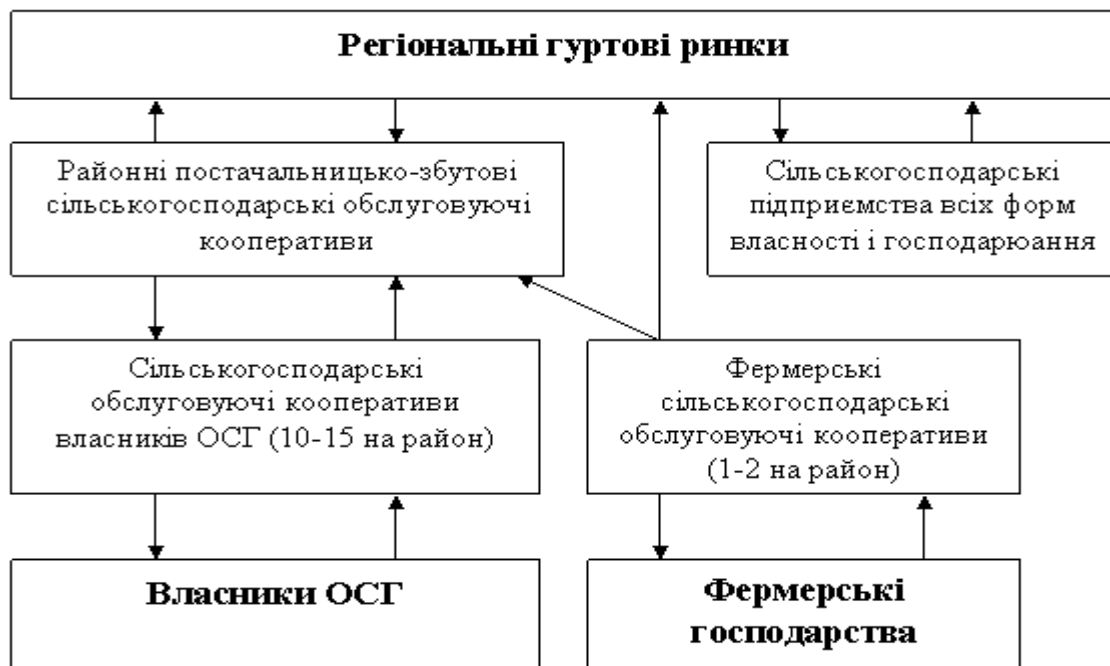 Регіональні гуртові ринки
Районні постачальницько-збутові
сільськогосподарські обслуговуючі
кооперативи
Сільськогосподарські
підприємства всіх форм
власності і господарюання
Сільськогосподарські
обслуговуючі кооперативи
власників ОСГ (10-15 на район)
Фермерські
сільськогосподарські
обслуговуючі кооперативи
(1-2 на район)
Власники ОСГ
Фермерські
господарства